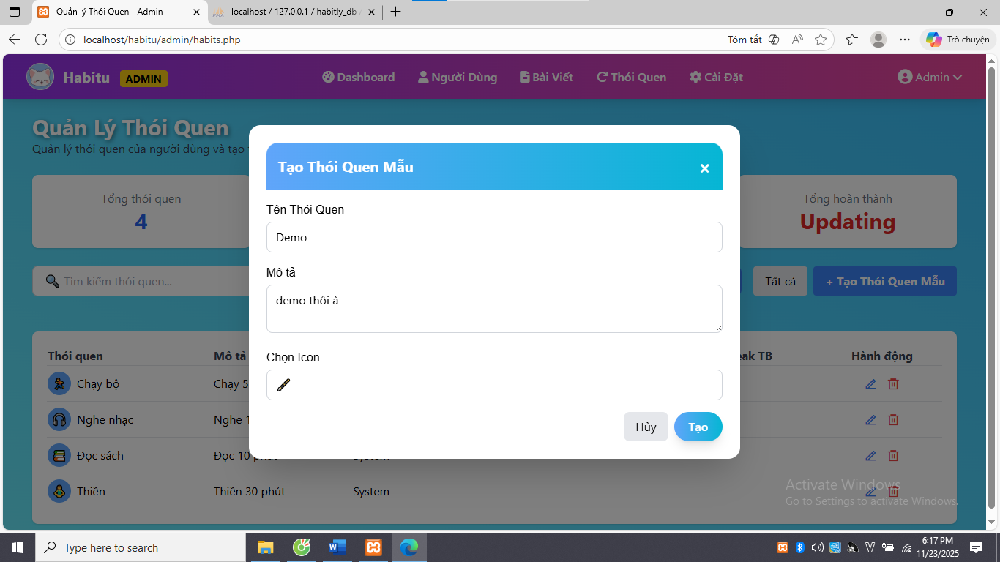 Quản lý Thói Quen - Admin
localhost / 127.0.0.1 / habitly_db
localhost/habitu/admin/habits.php
Tóm tắt
Trò chuyện
Habitu ADMIN
Dashboard
Người Dùng
Bài Viết
Thói Quen
Cài Đặt
Admin
Quản Lý Thói Quen
Quản lý thói quen của người dùng và tạo
Tổng thói quen
4
Tổng hoàn thành
Updating
Tìm kiếm thói quen...
Tất cả
+ Tạo Thói Quen Mẫu
Tạo Thói Quen Mẫu
×
Tên Thói Quen
Demo
Mô tả
demo thôi à
Chọn Icon
Hủy
Tạo
Thói quen Mô tả TB Hành động
Chạy bộ Chạy 5
Nghe nhạc Nghe 1
Đọc sách Đọc 10 phút System
Thiền Thiền 30 phút System --- --- ---
Activate Windows
Go to Settings to activate Windows.
Type here to search
6:17 PM
11/23/2025